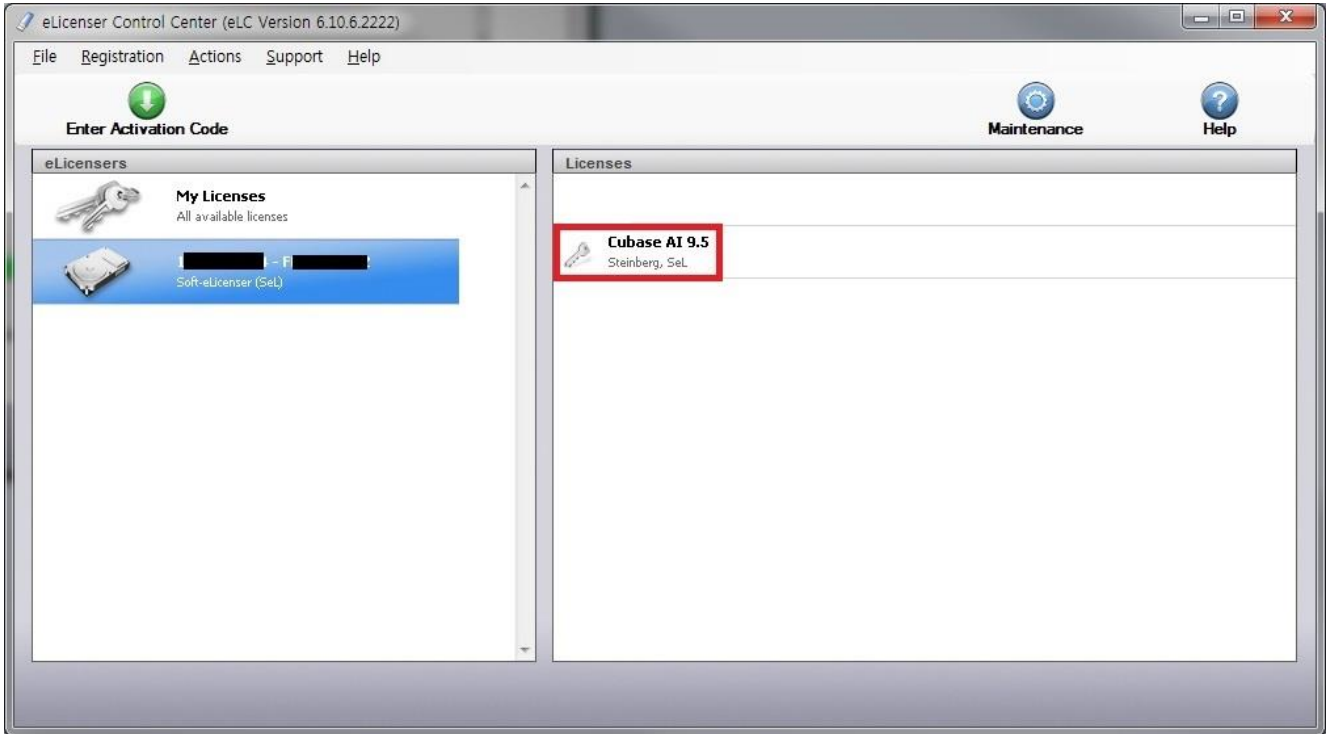 eLicenser Control Center (eLC Version 6.10.6.2222)
File Registration Actions Support Help
Enter Activation Code
Maintenance
Help
eLicensers
My Licenses
All available licenses
Soft-eLicenser (SeL)
Licenses
Cubase AI 9.5
Steinberg, SeL